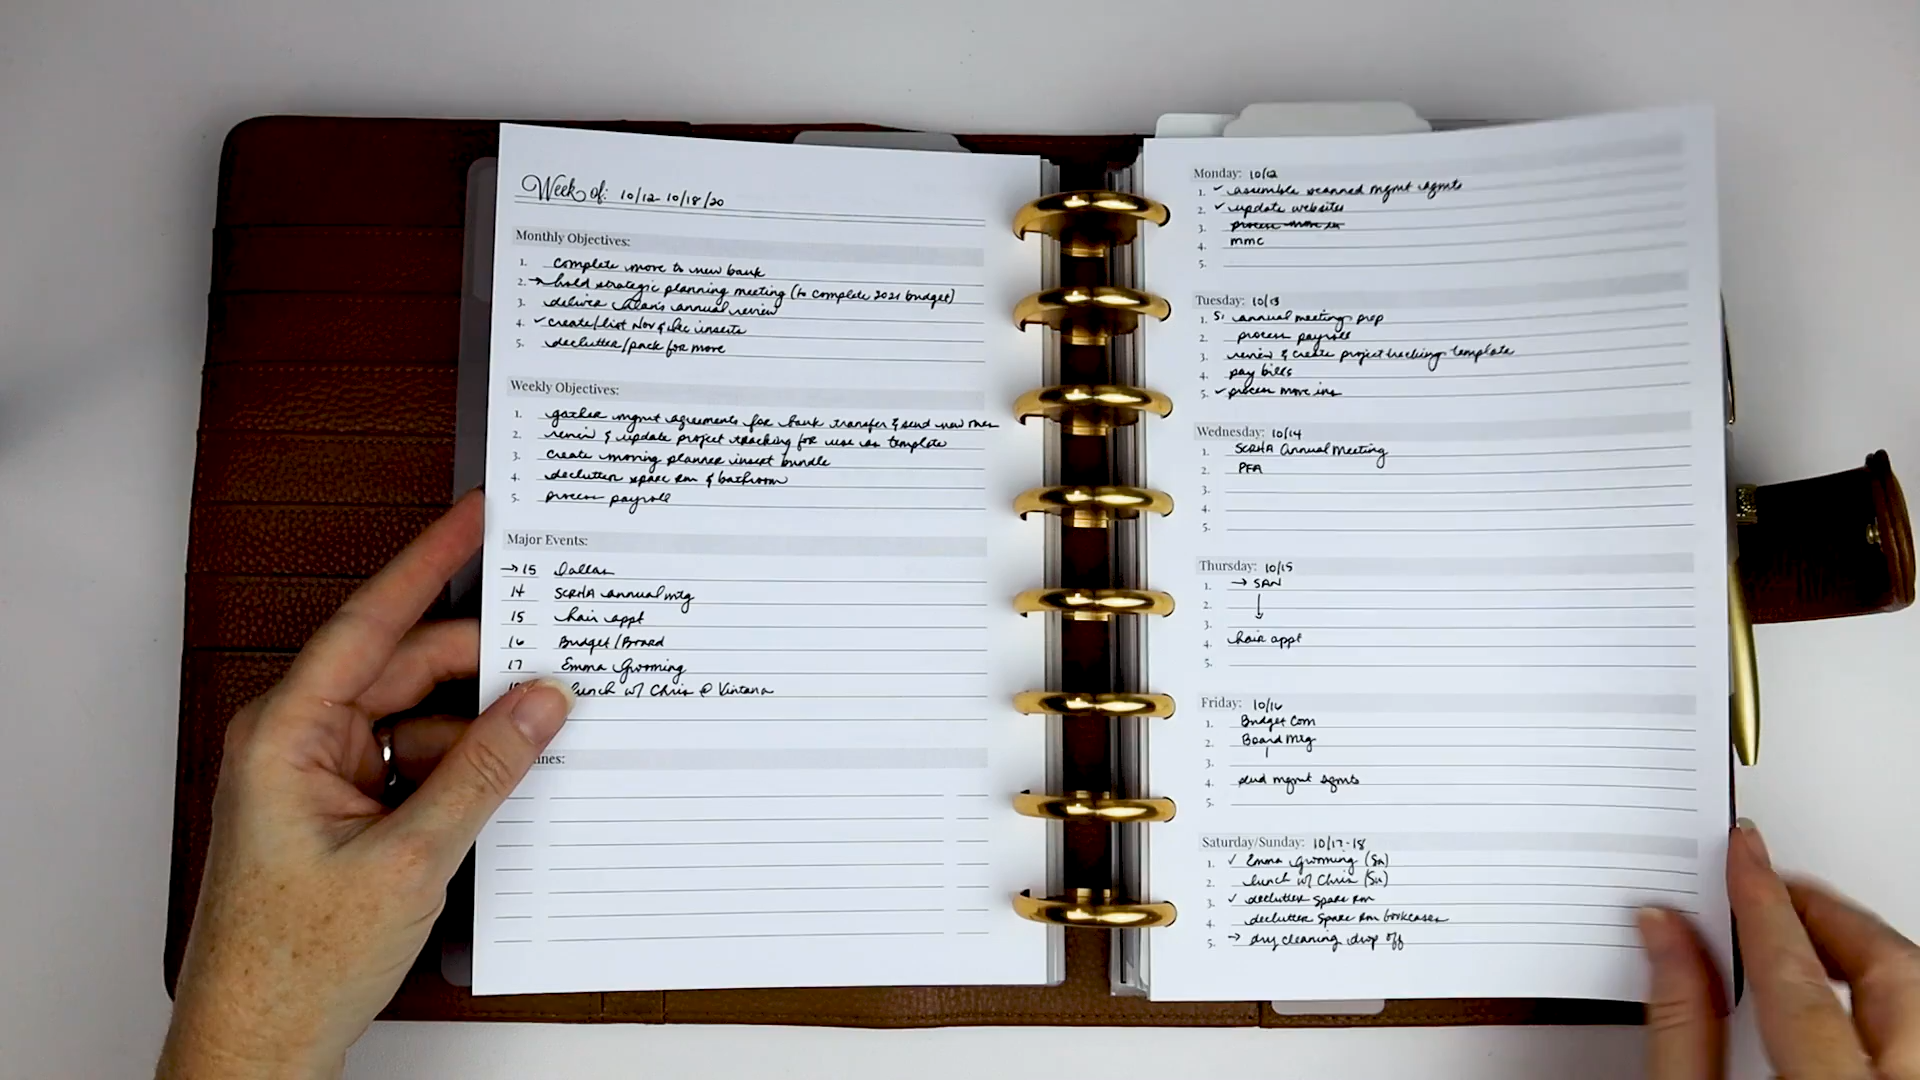 Week of: 10/12-10/18/20
Monthly Objectives:
1. complete move to new bank
2. → hold strategic planning meeting (to complete 2021 budget)
3. deliver Alan's annual review
4. ✓ create/list Nov & Dec inserts
5. declutter/pack for move
Weekly Objectives:
1. gather mgmt agreements for bank transfer & send new ones
2. review & update project tracking for use as template
3. create moving planner insert bundle
4. declutter spare rm & bathroom
5. process payroll
Major Events:
→ 15 Dallas
14 SCRHA annual mtg
15 hair appt
16 Budget/Board
17 Emma Grooming
lunch w/ Chris @ Vintana
ines:
Monday: 10/12
1. ✓ assemble scanned mgmt agmts
2. ✓ update websites
3. process move in
4. mmc
5.
Tuesday: 10/13
1. annual meeting prep
2. process payroll
3. review & create project tracking template
4. pay bills
5. ✓ process move ins
Wednesday: 10/14
1. SCRHA Annual Meeting
2. PFA
3.
4.
5.
Thursday: 10/15
1. → SAN
2. ↓
3.
4. hair appt
5.
Friday: 10/16
1. Budget Com
2. Board Mtg
3.
4. send mgmt agmts
5.
Saturday/Sunday: 10/17-18
1. ✓ Emma Grooming (Sa)
2. lunch w/ Chris (Su)
3. ✓ declutter spare rm
4. declutter spare rm bookcases
5. → dry cleaning drop off